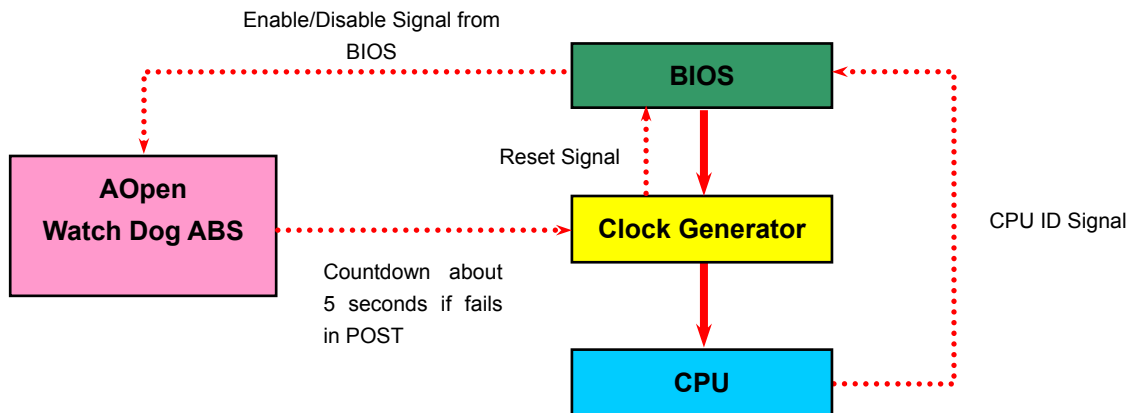 Enable/Disable Signal from
BIOS
BIOS
Reset Signal
AOpen
Watch Dog ABS
Clock Generator
CPU ID Signal
Countdown about
5 seconds if fails
in POST
CPU